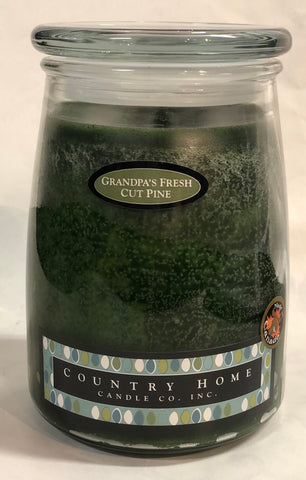 GRANDPA'S FRESH
CUT PINE
COUNTRY HOME
CANDLE CO. INC.